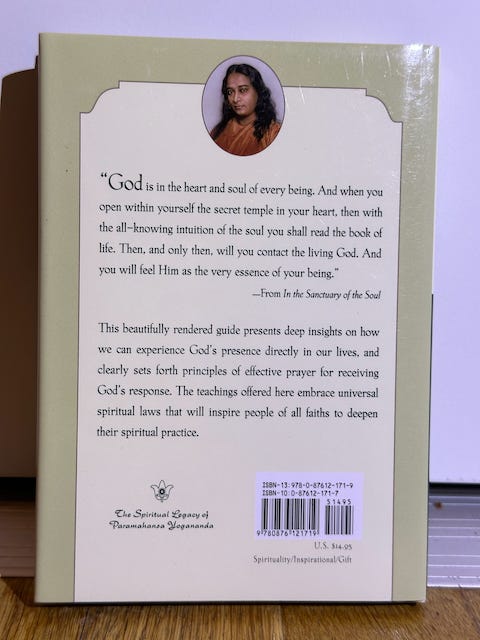 “God is in the heart and soul of every being. And when you
open within yourself the secret temple in your heart, then with
the all-knowing intuition of the soul you shall read the book of
life. Then, and only then, will you contact the living God. And
you will feel Him as the very essence of your being.”
—From In the Sanctuary of the Soul
This beautifully rendered guide presents deep insights on how
we can experience God’s presence directly in our lives, and
clearly sets forth principles of effective prayer for receiving
God’s response. The teachings offered here embrace universal
spiritual laws that will inspire people of all faiths to deepen
their spiritual practice.
The Spiritual Legacy of
Paramahansa Yogananda
ISBN-13: 978-0-87612-171-9
ISBN-10: 0-87612-171-7
51495
9 780876 121719
U.S. $14.95
Spirituality/Inspirational/Gift